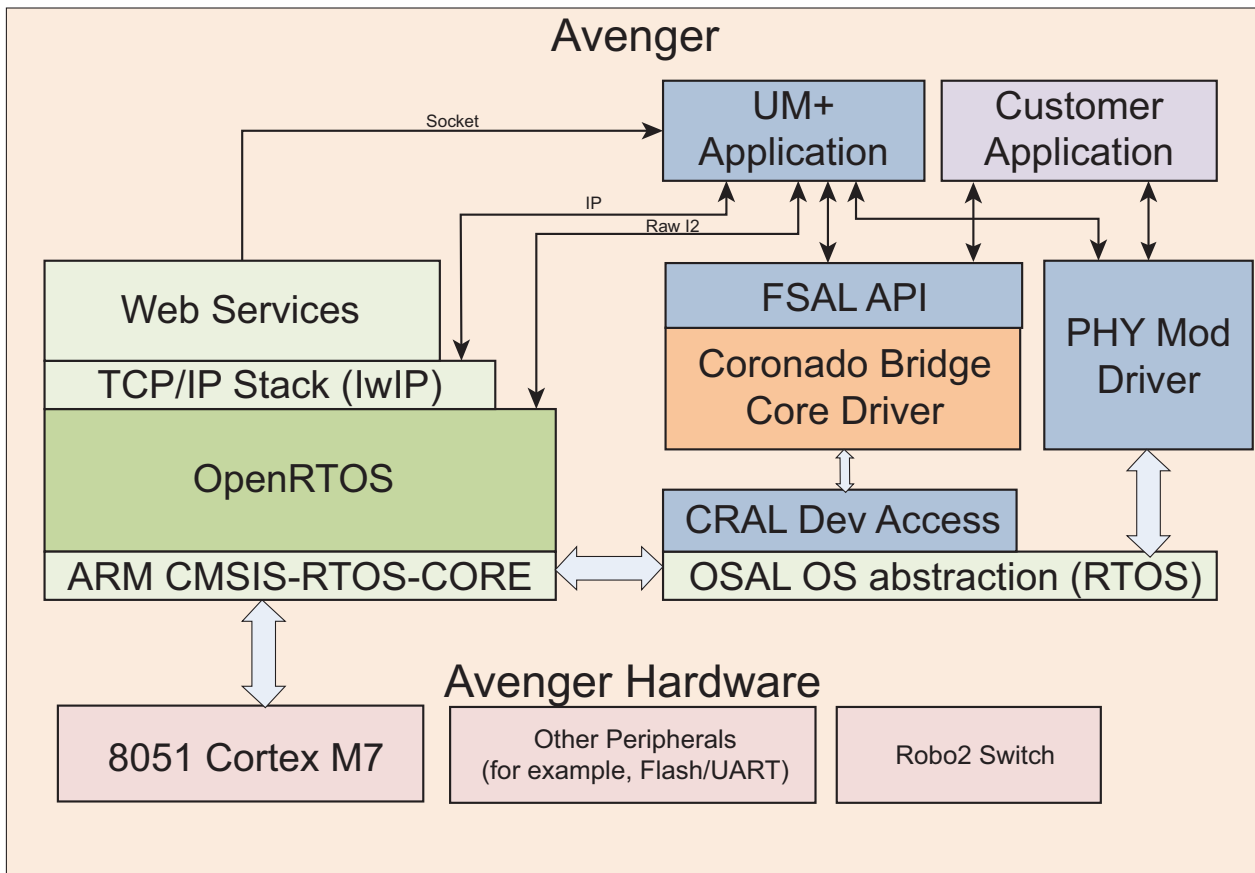 Avenger
UM+
Application
Customer
Application
Socket
IP
Raw I2
Web Services
TCP/IP Stack (lwIP)
OpenRTOS
ARM CMSIS-RTOS-CORE
FSAL API
Coronado Bridge
Core Driver
PHY Mod
Driver
CRAL Dev Access
OSAL OS abstraction (RTOS)
Avenger Hardware
8051 Cortex M7
Other Peripherals
(for example, Flash/UART)
Robo2 Switch